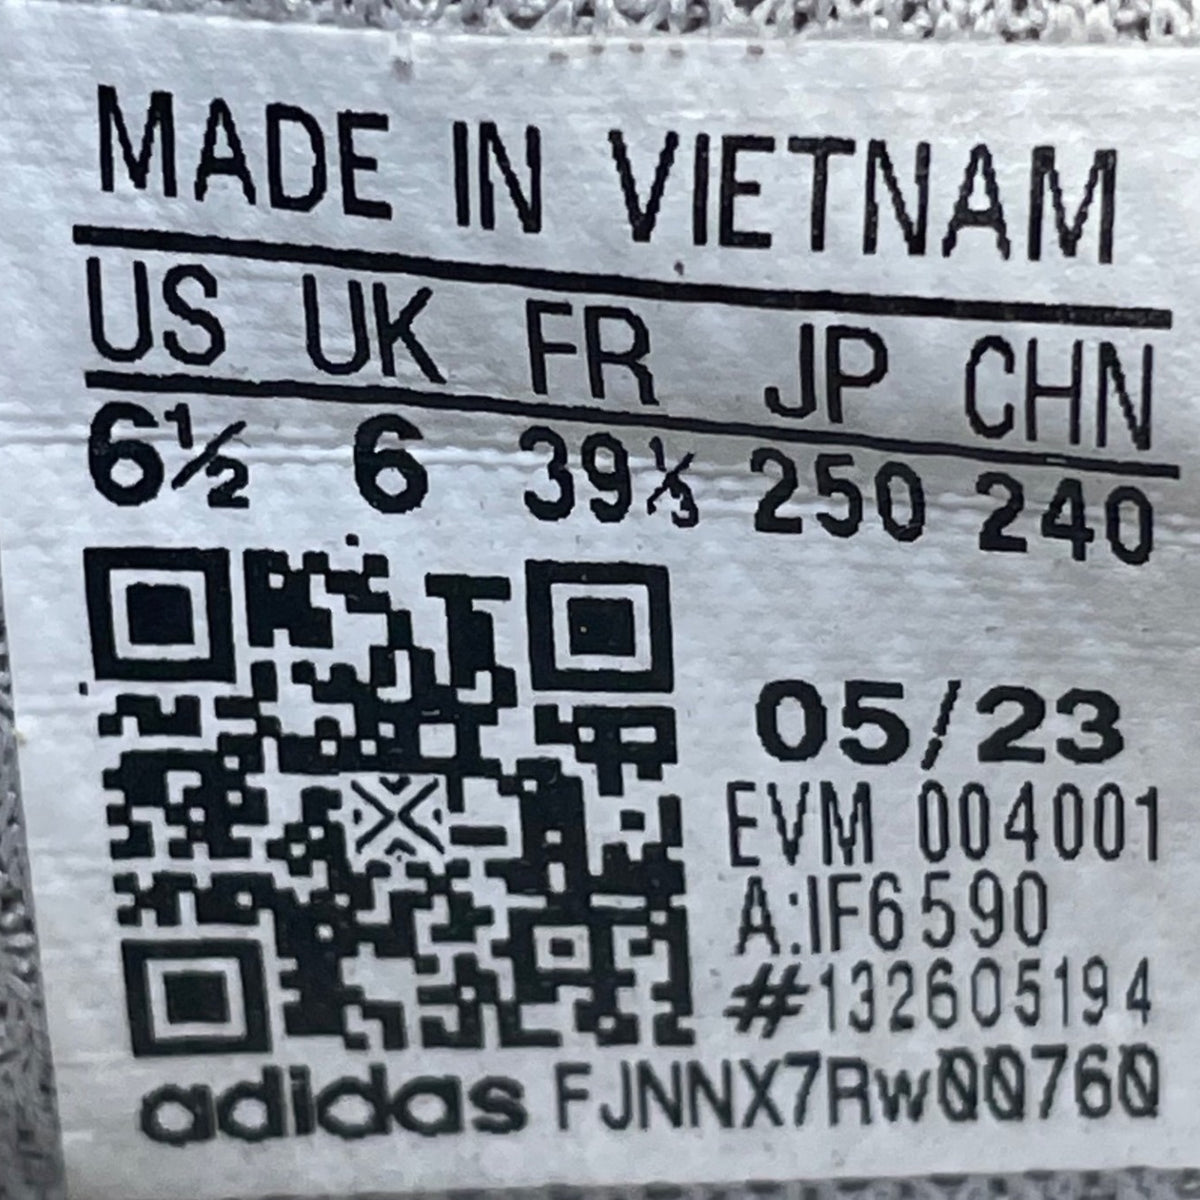 MADE IN VIETNAM
US UK FR JP CHN
6½ 6 39⅓ 250 240
05/23
EVM 004001
A:IF6590
#132605194
adidas FJNNX7Rw00760